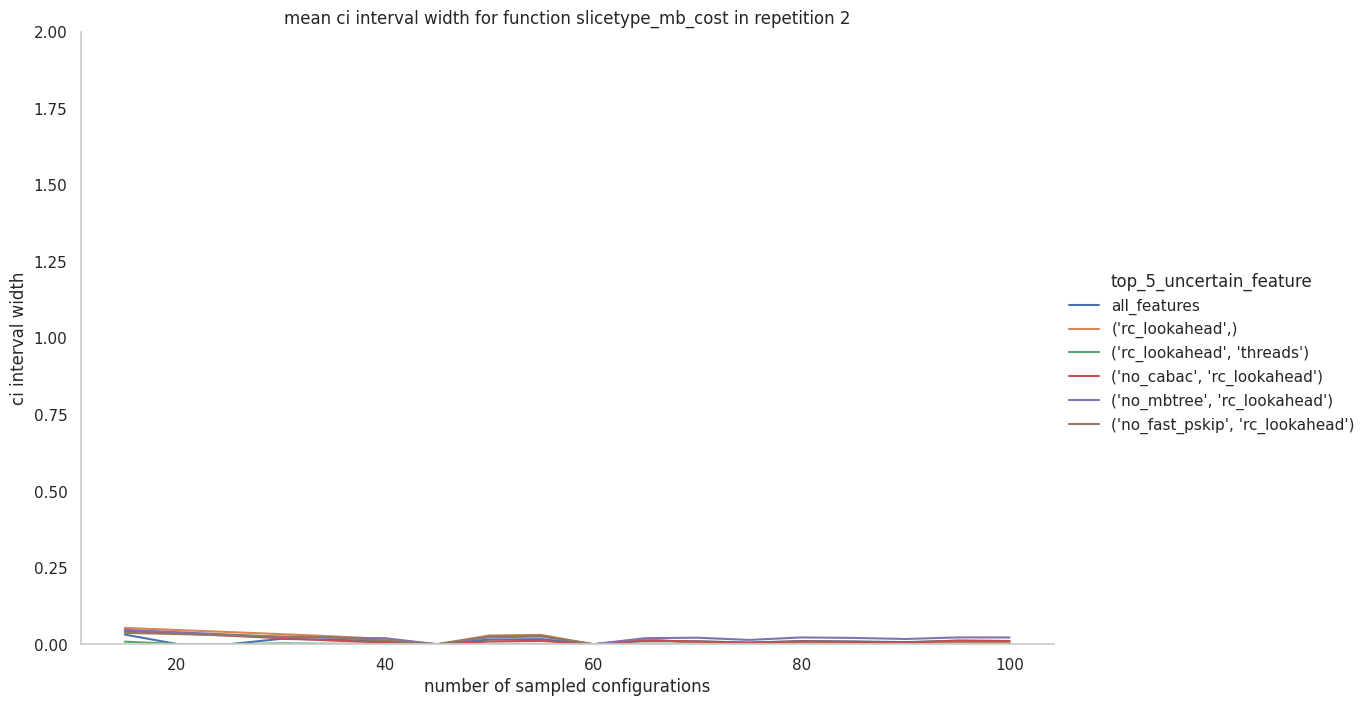 mean ci interval width for function slicetype_mb_cost in repetition 2
2.00
1.75
1.50
1.25
1.00
0.75
0.50
0.25
0.00
ci interval width
20
40
60
80
100
number of sampled configurations
top_5_uncertain_feature
all_features
('rc_lookahead',)
('rc_lookahead', 'threads')
('no_cabac', 'rc_lookahead')
('no_mbtree', 'rc_lookahead')
('no_fast_pskip', 'rc_lookahead')